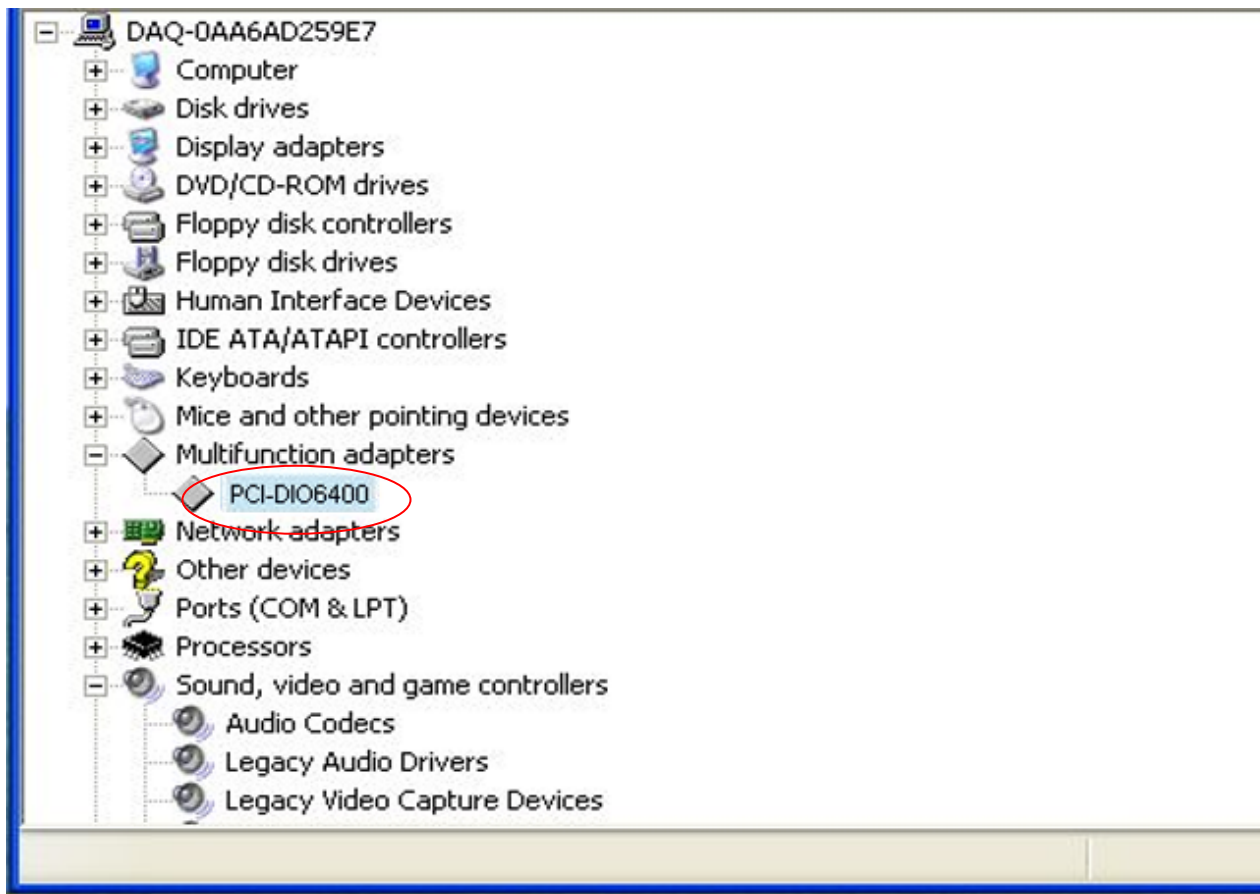 DAQ-0AA6AD259E7
Computer
Disk drives
Display adapters
DVD/CD-ROM drives
Floppy disk controllers
Floppy disk drives
Human Interface Devices
IDE ATA/ATAPI controllers
Keyboards
Mice and other pointing devices
Multifunction adapters
PCI-DIO6400
Network adapters
Other devices
Ports (COM & LPT)
Processors
Sound, video and game controllers
Audio Codecs
Legacy Audio Drivers
Legacy Video Capture Devices